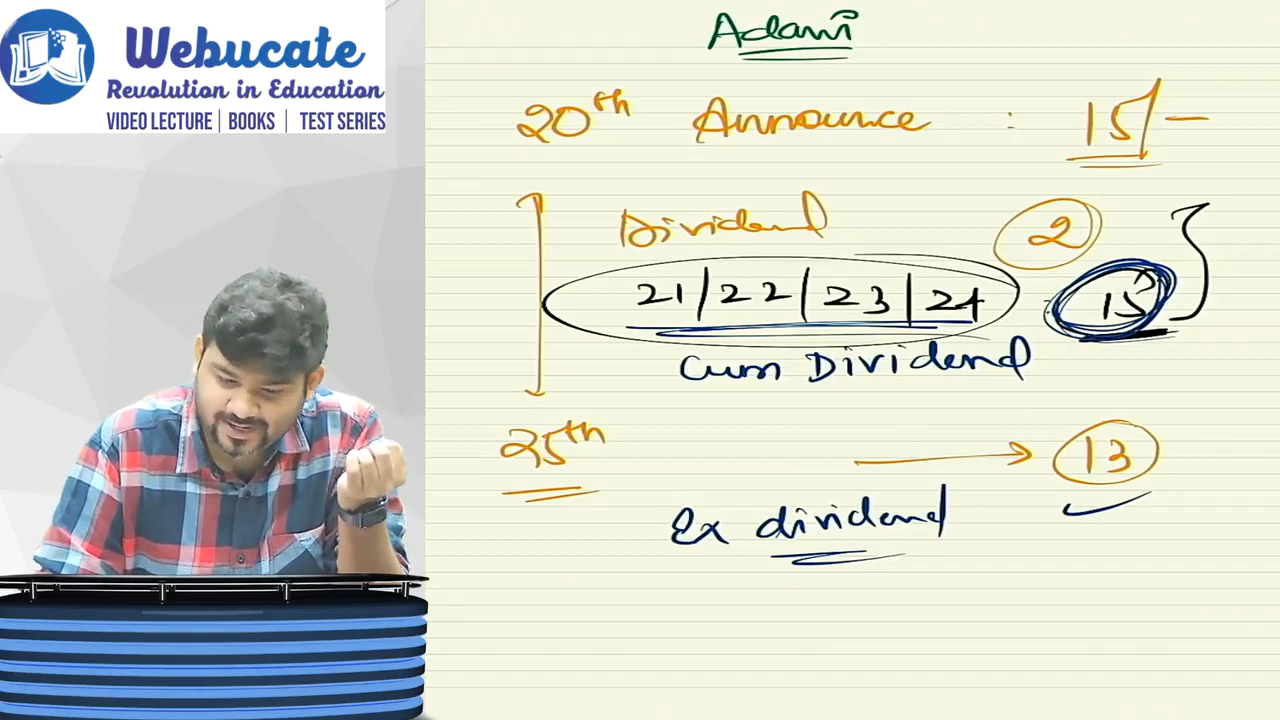 Webucate
Revolution in Education
VIDEO LECTURE | BOOKS | TEST SERIES
Adani
20th Announce : 15/-
Dividend 2
21 | 22 | 23 | 24 15
Cum Dividend
25th → 13
Ex dividend